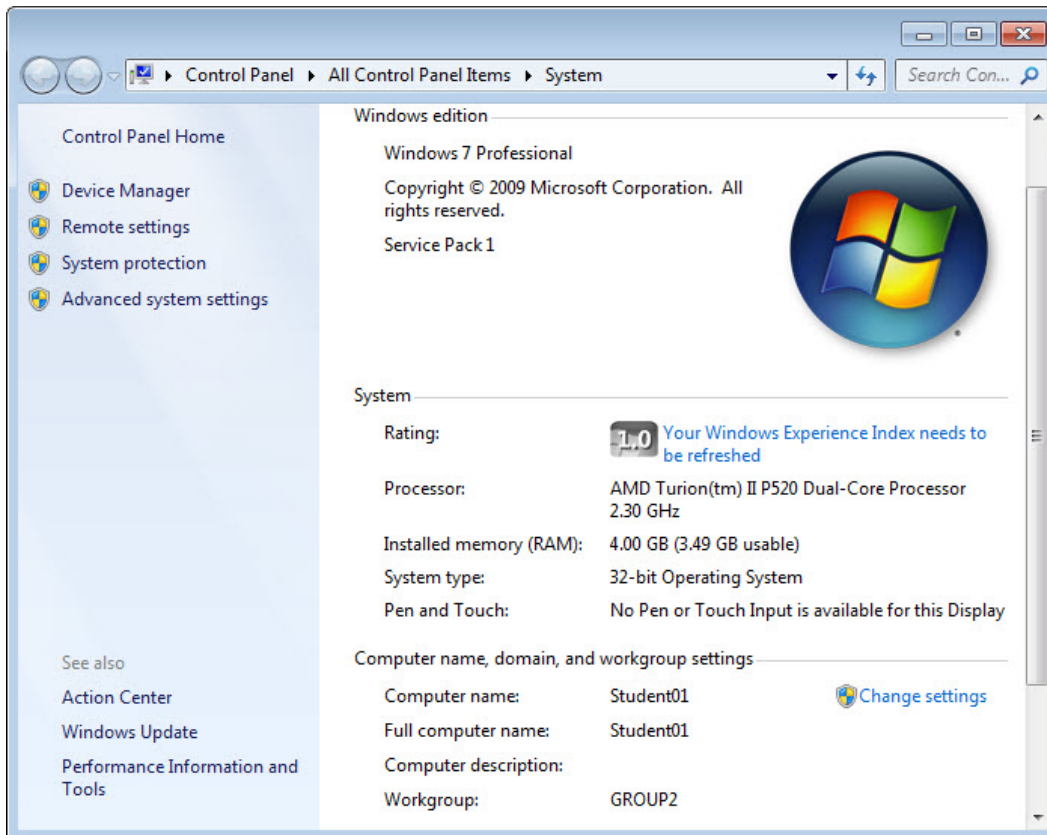 Control Panel ▸ All Control Panel Items ▸ System
Search Con...
Control Panel Home
Device Manager
Remote settings
System protection
Advanced system settings
See also
Action Center
Windows Update
Performance Information and
Tools
Windows edition
Windows 7 Professional
Copyright © 2009 Microsoft Corporation. All
rights reserved.
Service Pack 1
System
Rating:
1.0 Your Windows Experience Index needs to
be refreshed
Processor: AMD Turion(tm) II P520 Dual-Core Processor
2.30 GHz
Installed memory (RAM): 4.00 GB (3.49 GB usable)
System type: 32-bit Operating System
Pen and Touch: No Pen or Touch Input is available for this Display
Computer name, domain, and workgroup settings
Computer name: Student01 Change settings
Full computer name: Student01
Computer description:
Workgroup: GROUP2